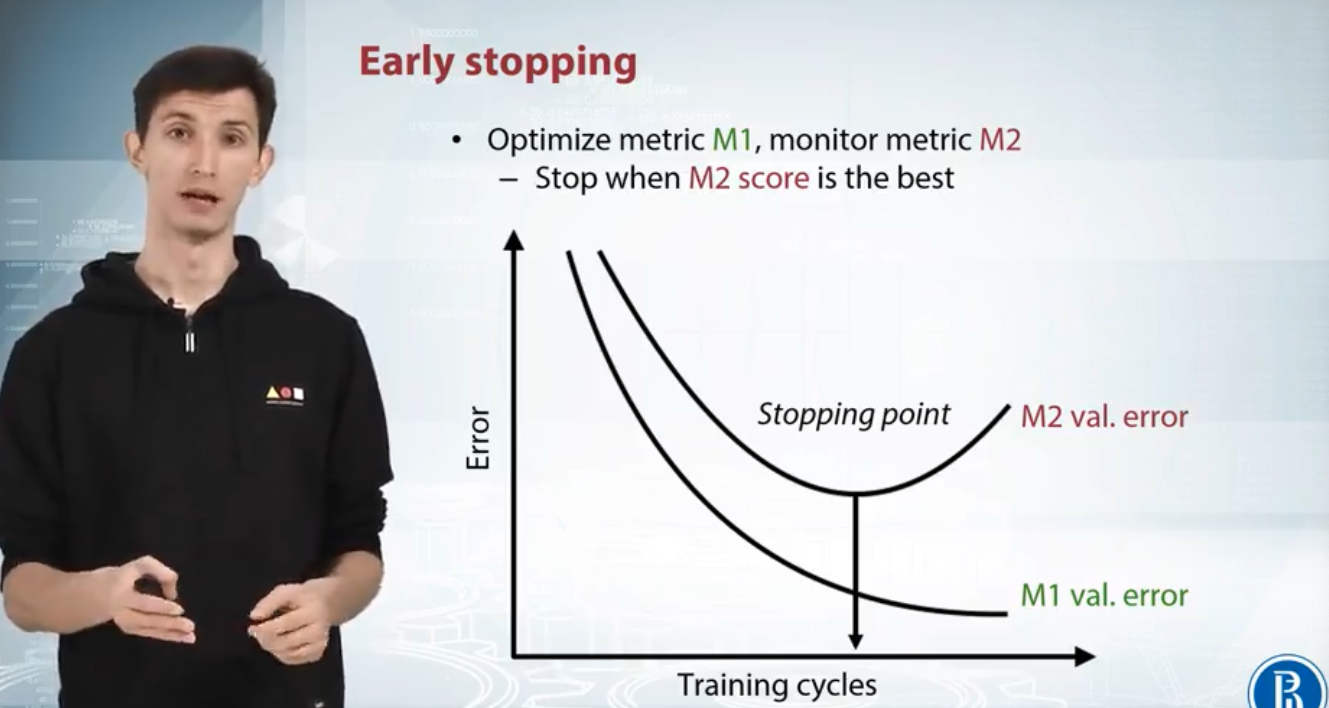 Early stopping
• Optimize metric M1, monitor metric M2
– Stop when M2 score is the best
Error
Stopping point
M2 val. error
M1 val. error
Training cycles